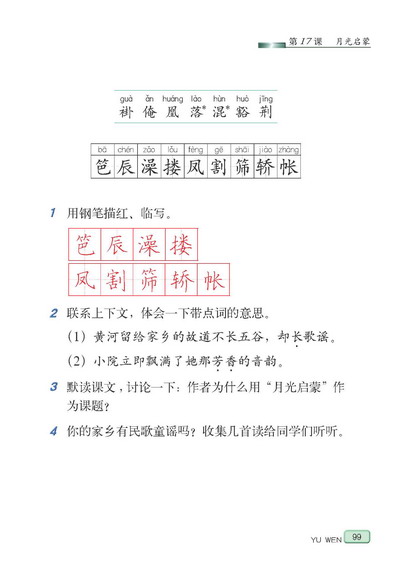 第17课 月光启蒙
guà ǎn huáng lào hùn huò jīng
褂 俺 凰 落* 混* 豁 荆
bā chén zǎo lǒu fèng gē shāi jiào zhàng
笆 辰 澡 搂 凤 割 筛 轿 帐
1 用钢笔描红、临写。
笆 辰 澡 搂
凤 割 筛 轿 帐
2 联系上下文，体会一下带点词的意思。
（1）黄河留给家乡的故道不长五谷，却长歌谣。
（2）小院立即飘满了她那芳香的音韵。
3 默读课文，讨论一下：作者为什么用“月光启蒙”作
为课题？
4 你的家乡有民歌童谣吗？收集几首读给同学们听听。
YU WEN 99